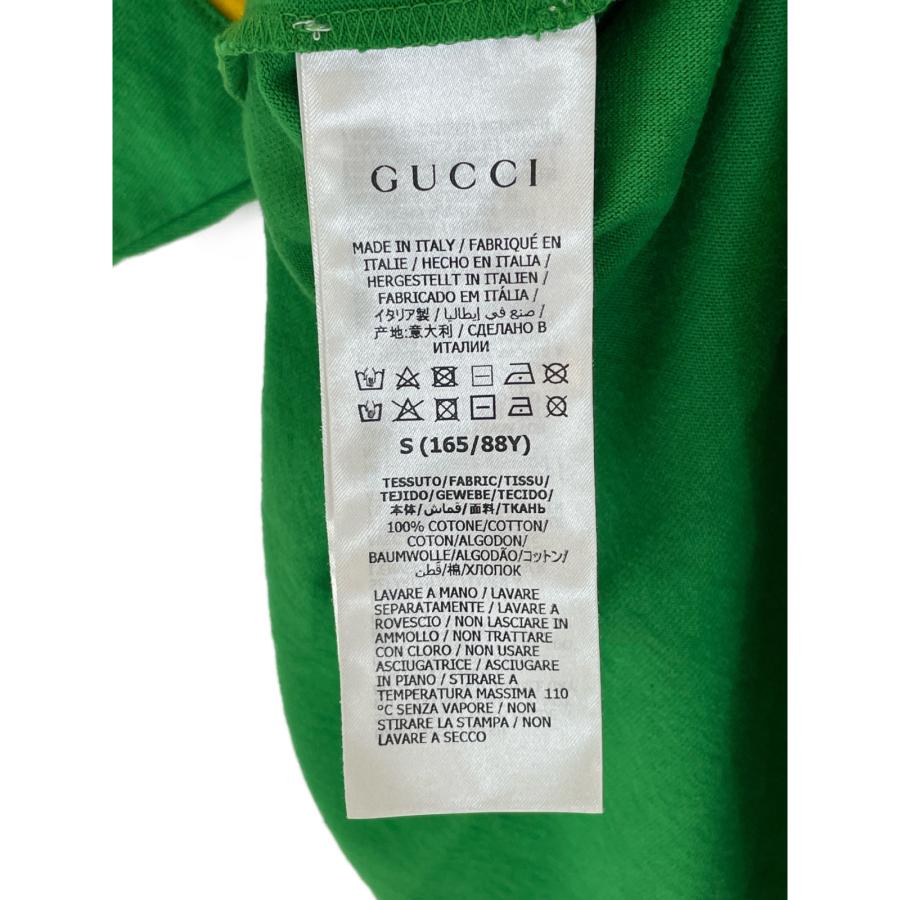 GUCCI
MADE IN ITALY / FABRIQUÉ EN
ITALIE / HECHO EN ITALIA /
HERGESTELLT IN ITALIEN /
FABRICADO EM ITÁLIA /
イタリア製 / صنع في إيطاليا /
产地:意大利 / СДЕЛАНО В
ИТАЛИИ
S (165/88Y)
TESSUTO/FABRIC/TISSU/
TEJIDO/GEWEBE/TECIDO/
本体/قماش/面料/ТКАНЬ
100% COTONE/COTTON/
COTON/ALGODON/
BAUMWOLLE/ALGODÃO/コットン/
قطن/棉/ХЛОПОК
LAVARE A MANO / LAVARE
SEPARATAMENTE / LAVARE A
ROVESCIO / NON LASCIARE IN
AMMOLLO / NON TRATTARE
CON CLORO / NON USARE
ASCIUGATRICE / ASCIUGARE
IN PIANO / STIRARE A
TEMPERATURA MASSIMA 110
°C SENZA VAPORE / NON
STIRARE LA STAMPA / NON
LAVARE A SECCO